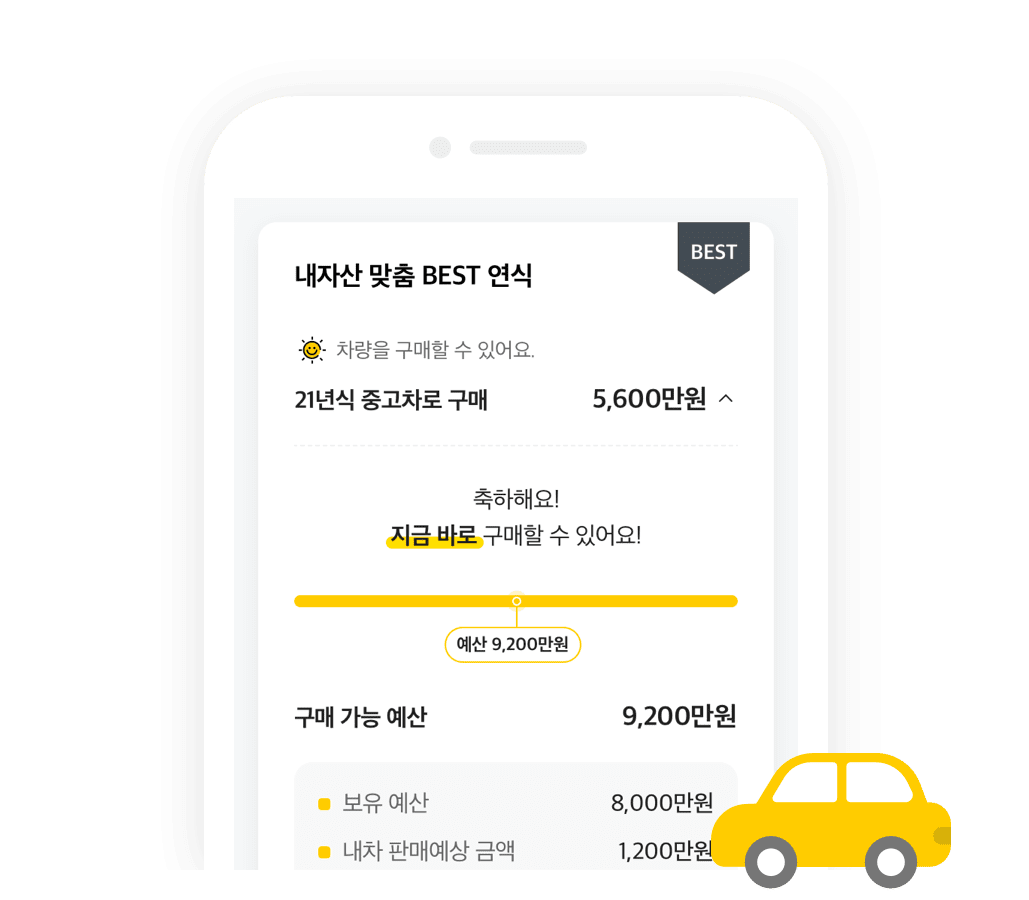 BEST
내자산 맞춤 BEST 연식
차량을 구매할 수 있어요.
21년식 중고차로 구매 5,600만원
축하해요!
지금 바로 구매할 수 있어요!
예산 9,200만원
구매 가능 예산 9,200만원
보유 예산 8,000만원
내차 판매예상 금액 1,200만원